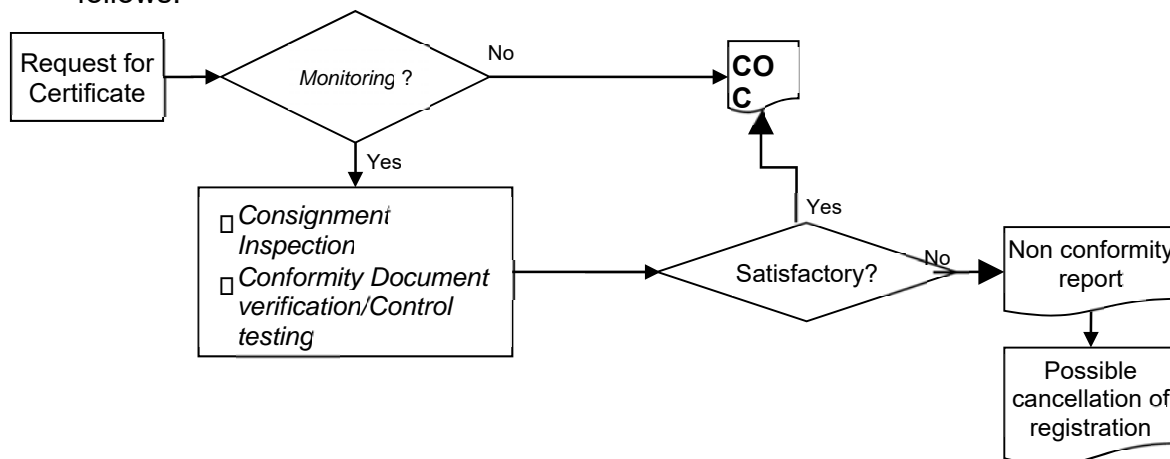 follows:
Request for
Certificate
Monitoring ?
No
CO
C
Yes
Consignment
Inspection
Conformity Document
verification/Control
testing
Yes
Satisfactory?
No
Non conformity
report
Possible
cancellation of
registration